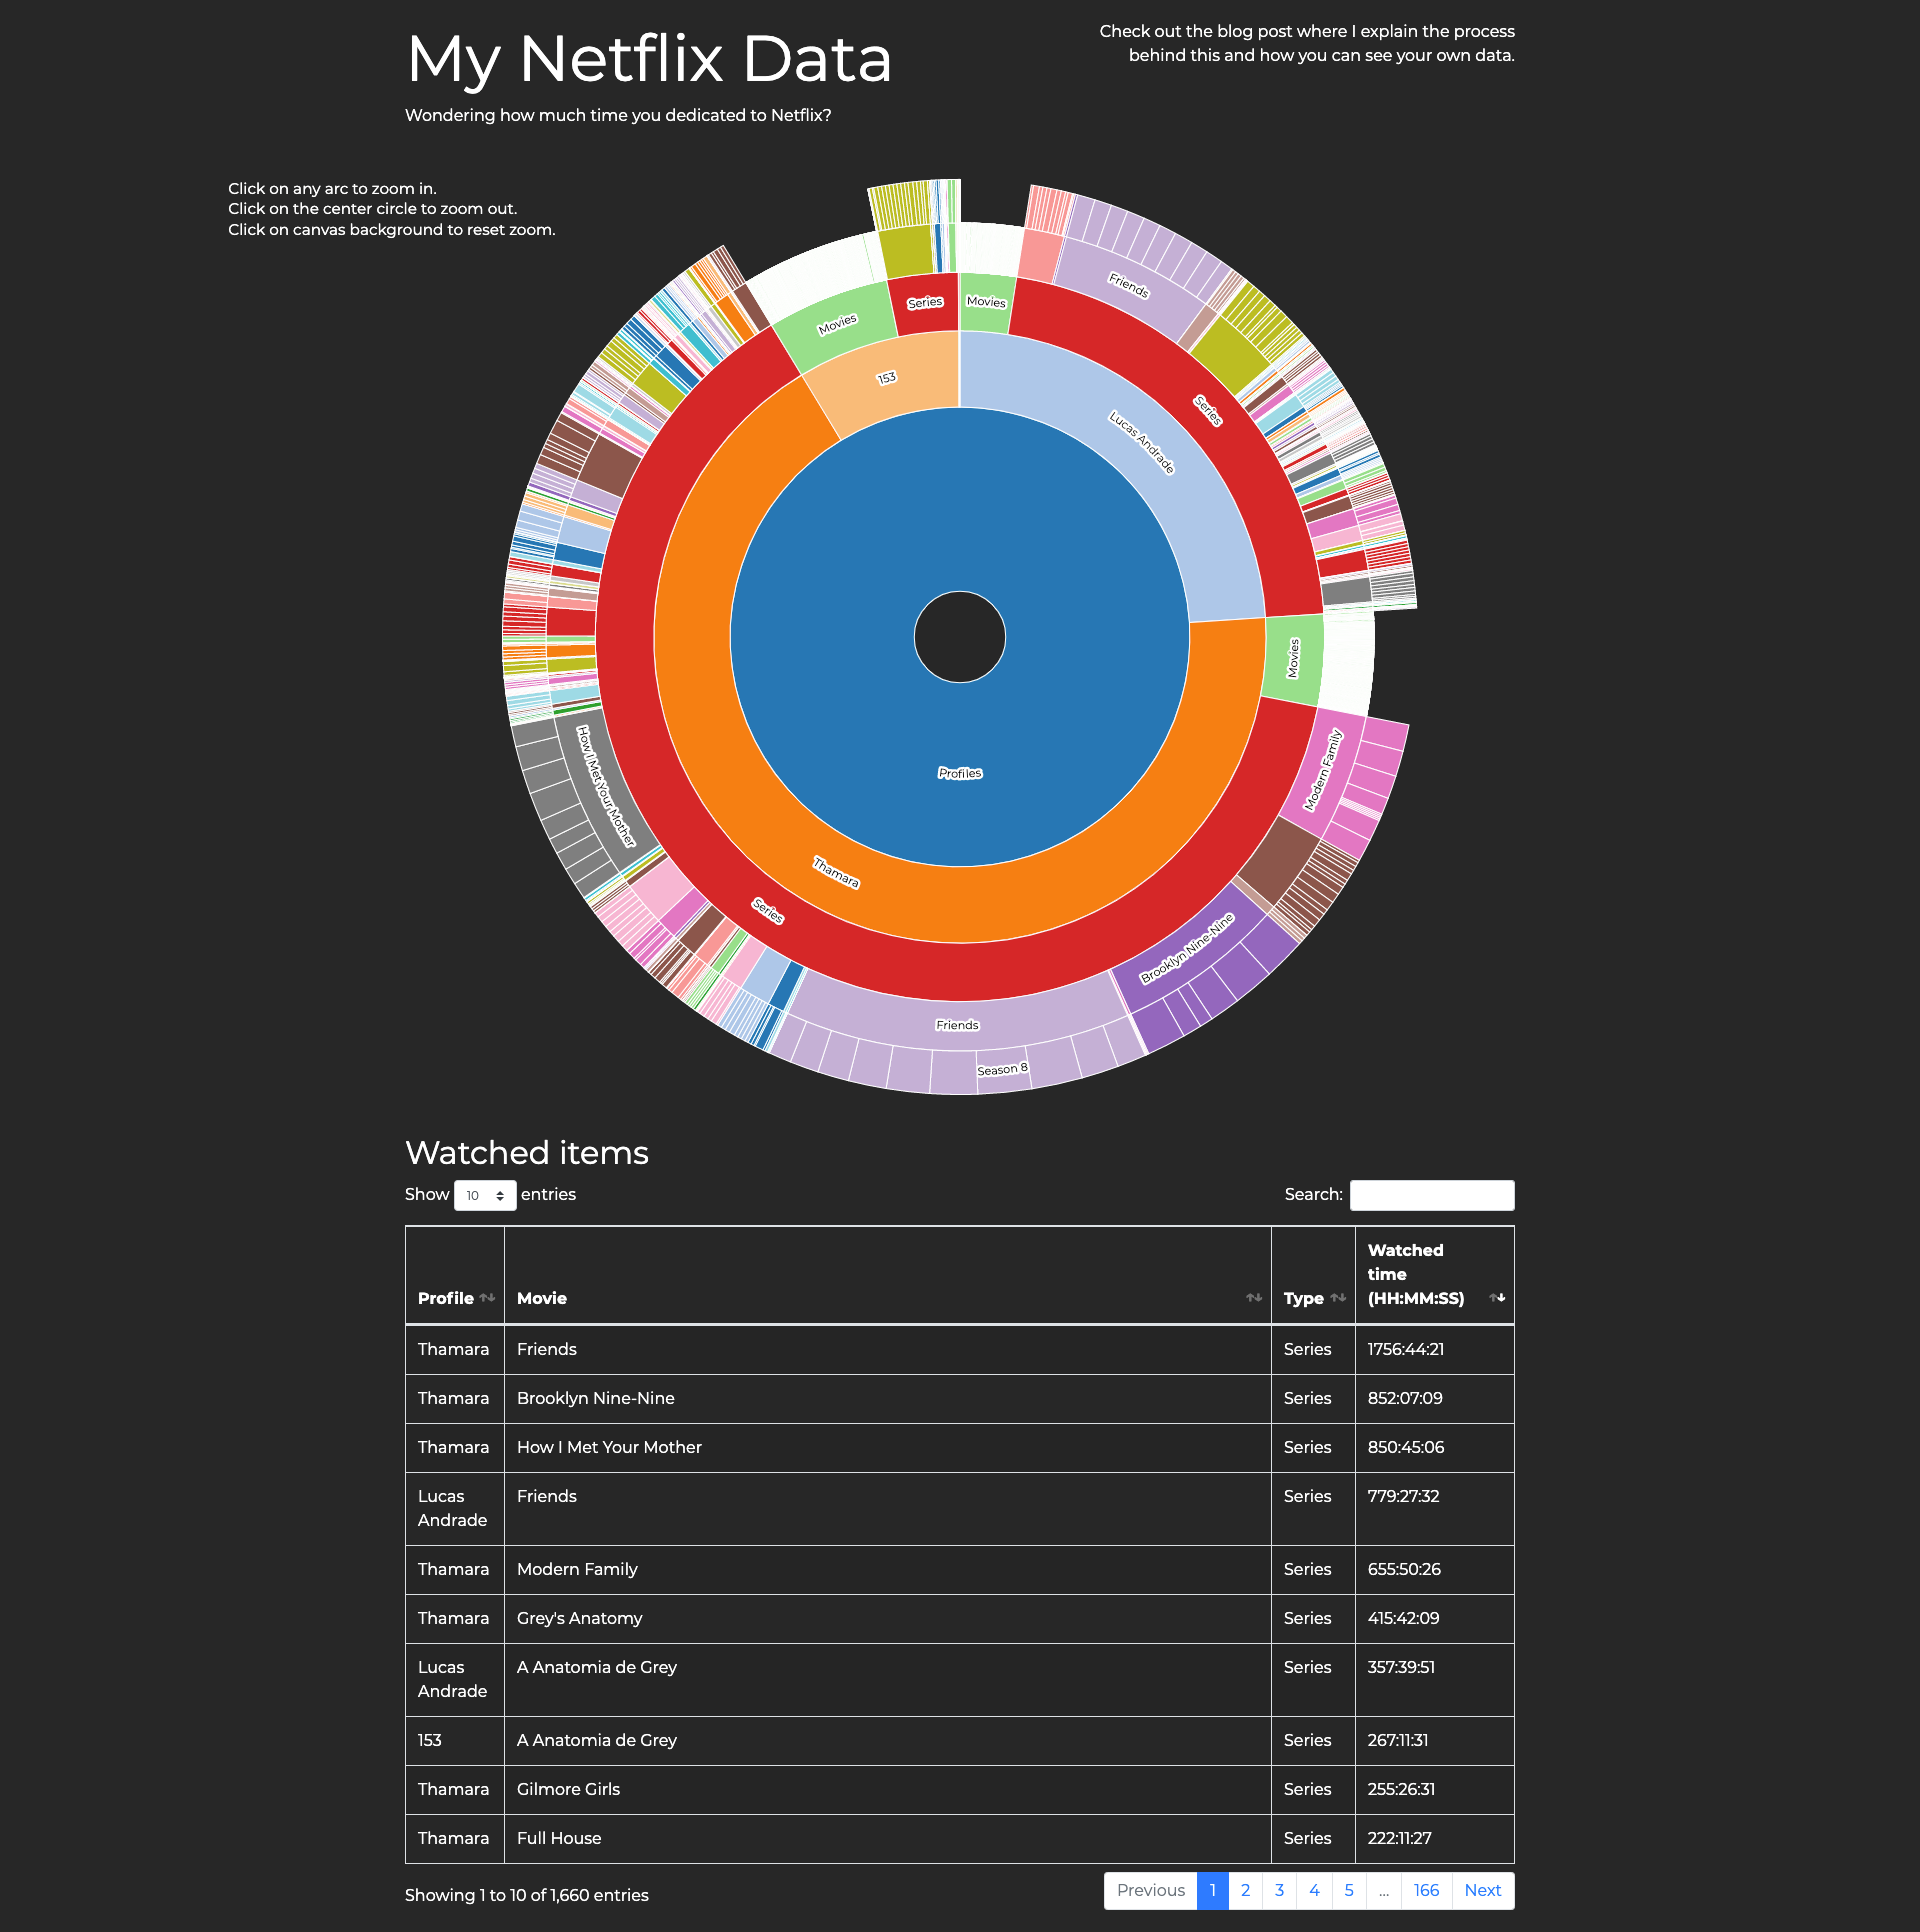 My Netflix Data
Check out the blog post where I explain the process
behind this and how you can see your own data.
Wondering how much time you dedicated to Netflix?
Click on any arc to zoom in.
Click on the center circle to zoom out.
Click on canvas background to reset zoom.
Friends
Series
Movies
Movies
153
Lucas Andrade
Series
Movies
Modern Family
How I Met Your Mother
Profiles
Thamara
Series
Brooklyn Nine-Nine
Friends
Season 8
Watched items
Show 10 entries
Search:
Profile Movie Type Watched time (HH:MM:SS)
Thamara Friends Series 1756:44:21
Thamara Brooklyn Nine-Nine Series 852:07:09
Thamara How I Met Your Mother Series 850:45:06
Lucas Andrade Friends Series 779:27:32
Thamara Modern Family Series 655:50:26
Thamara Grey's Anatomy Series 415:42:09
Lucas Andrade A Anatomia de Grey Series 357:39:51
153 A Anatomia de Grey Series 267:11:31
Thamara Gilmore Girls Series 255:26:31
Thamara Full House Series 222:11:27
Showing 1 to 10 of 1,660 entries
Previous 1 2 3 4 5 ... 166 Next